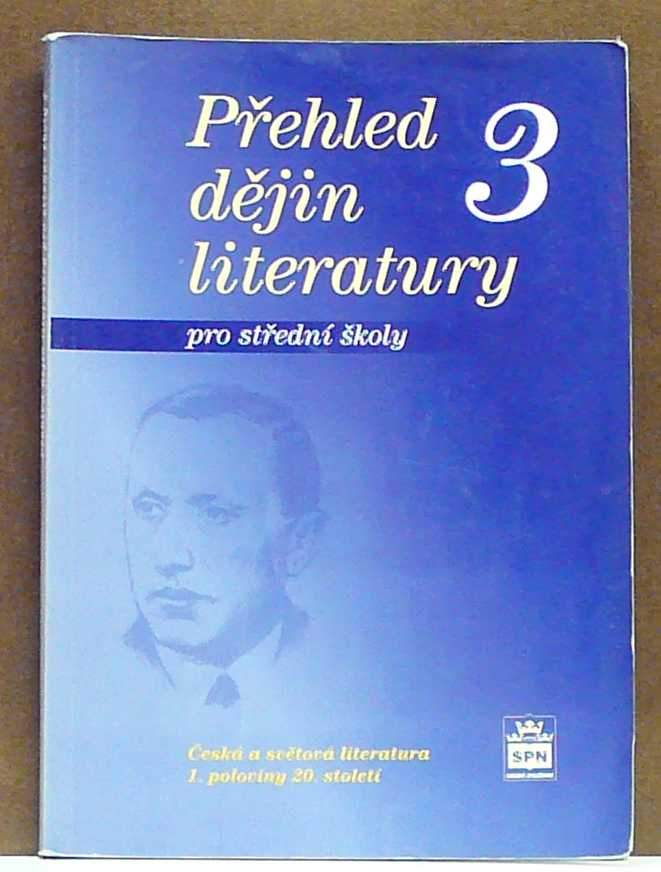 Přehled
dějin
literatury
3
pro střední školy
Česká a světová literatura
1. poloviny 20. století
SPN